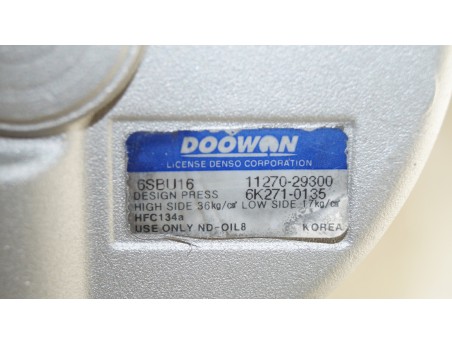 DOOWON
LICENSE DENSO CORPORATION
6SBU16 11270-29300
DESIGN PRESS 6K271-0135
HIGH SIDE 36kg/㎠ LOW SIDE 17kg/㎠
HFC134a
USE ONLY ND-OIL8 KOREA